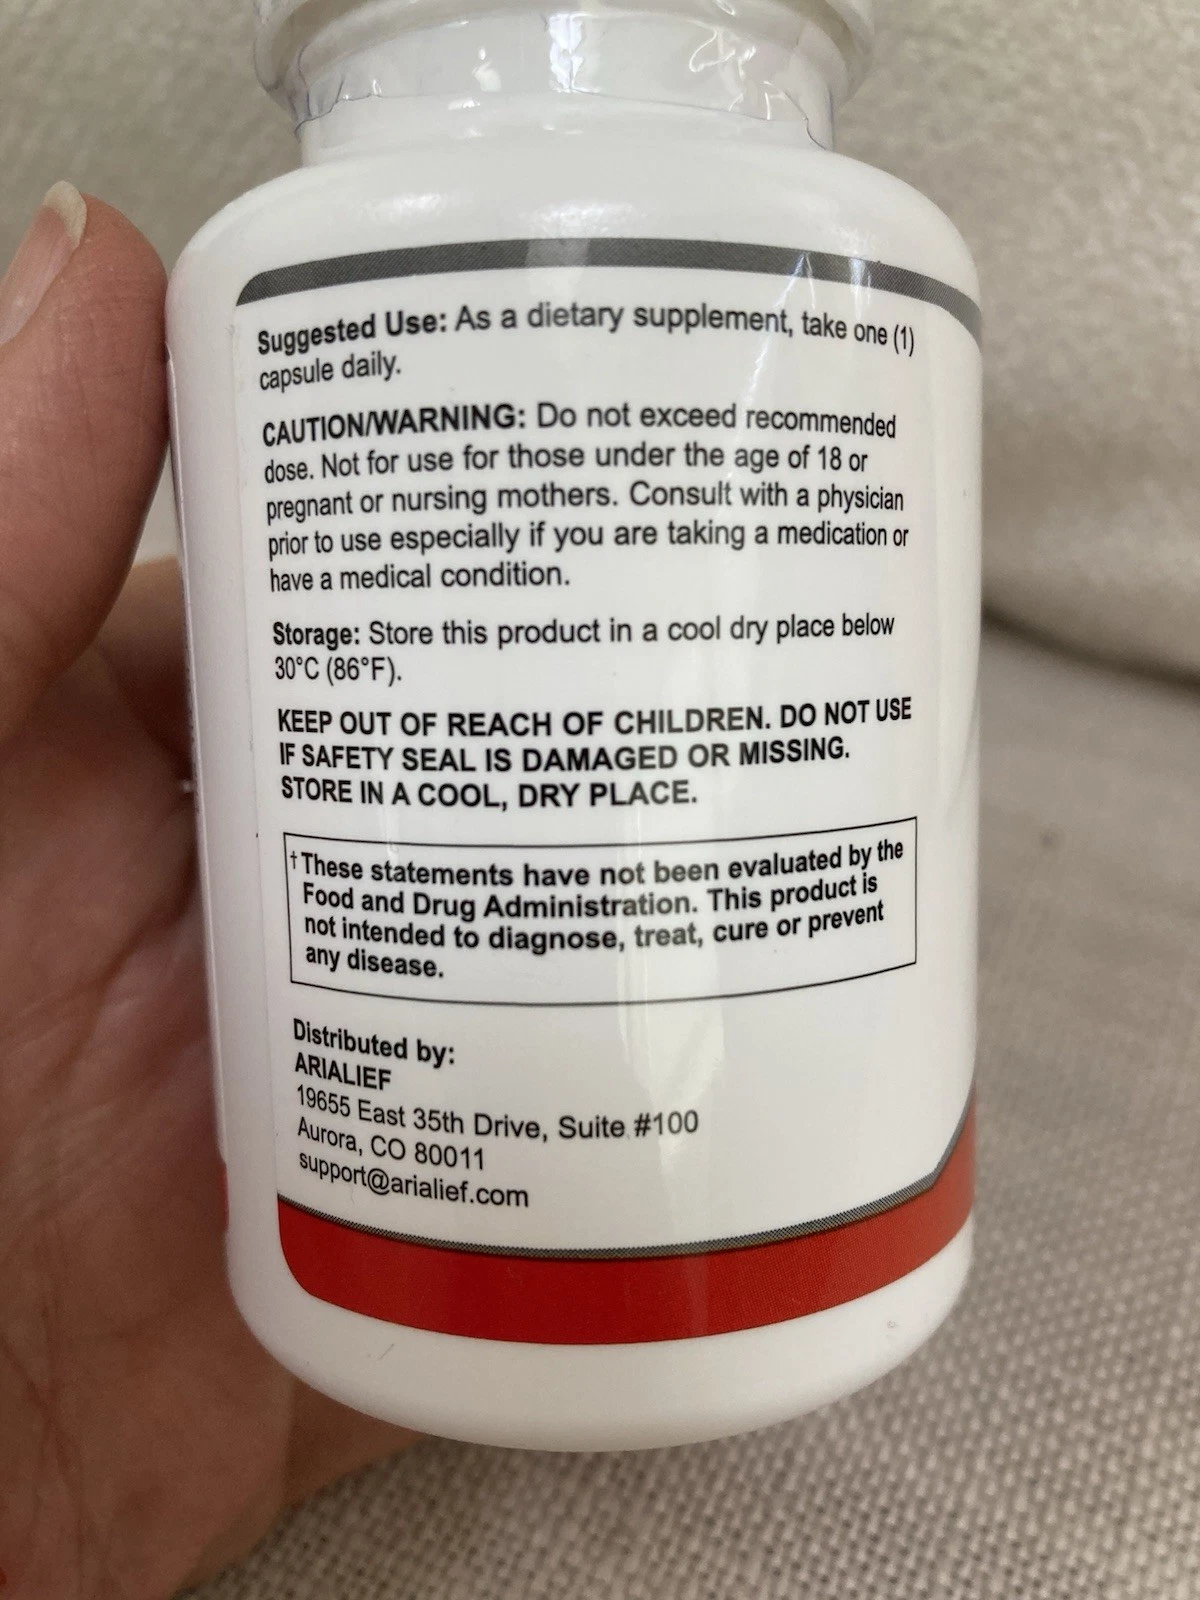 Suggested Use: As a dietary supplement, take one (1)
capsule daily.
CAUTION/WARNING: Do not exceed recommended
dose. Not for use for those under the age of 18 or
pregnant or nursing mothers. Consult with a physician
prior to use especially if you are taking a medication or
have a medical condition.
Storage: Store this product in a cool dry place below
30°C (86°F).
KEEP OUT OF REACH OF CHILDREN. DO NOT USE
IF SAFETY SEAL IS DAMAGED OR MISSING.
STORE IN A COOL, DRY PLACE.
†These statements have not been evaluated by the
Food and Drug Administration. This product is
not intended to diagnose, treat, cure or prevent
any disease.
Distributed by:
ARIALIEF
19655 East 35th Drive, Suite #100
Aurora, CO 80011
support@arialief.com